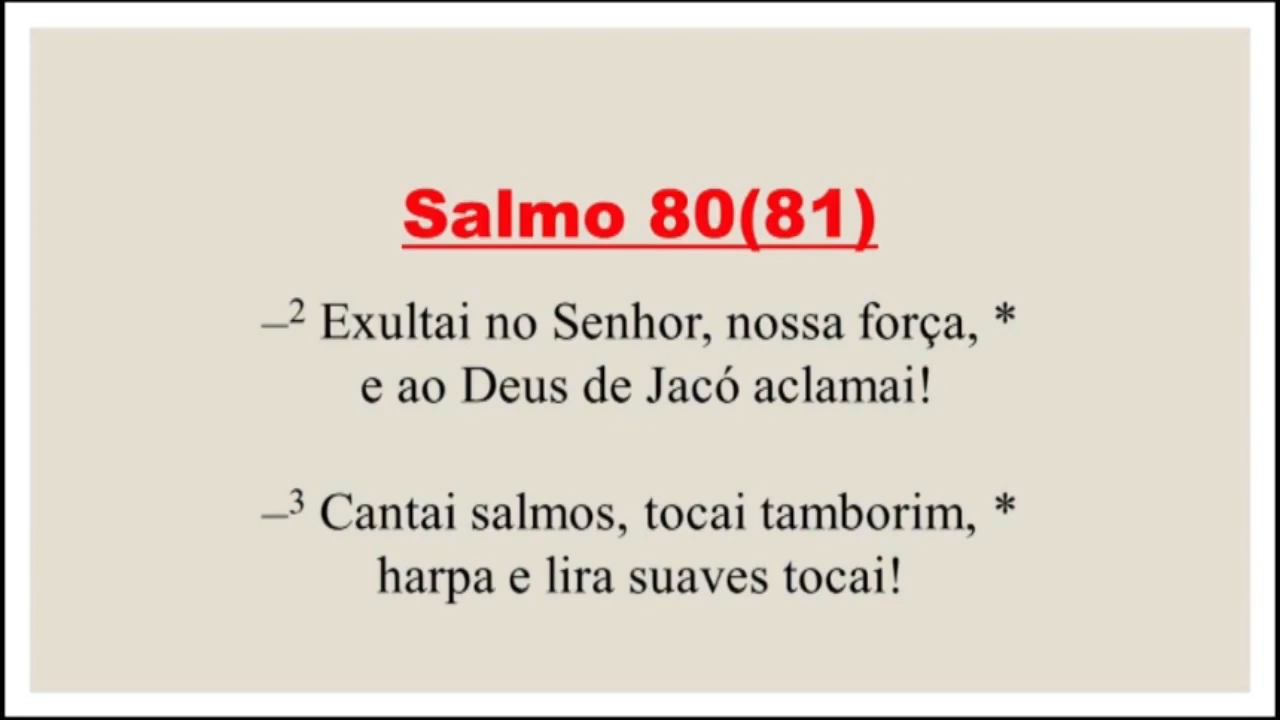 Salmo 80(81)
–² Exultai no Senhor, nossa força, *
e ao Deus de Jacó aclamai!
–³ Cantai salmos, tocai tamborim, *
harpa e lira suaves tocai!